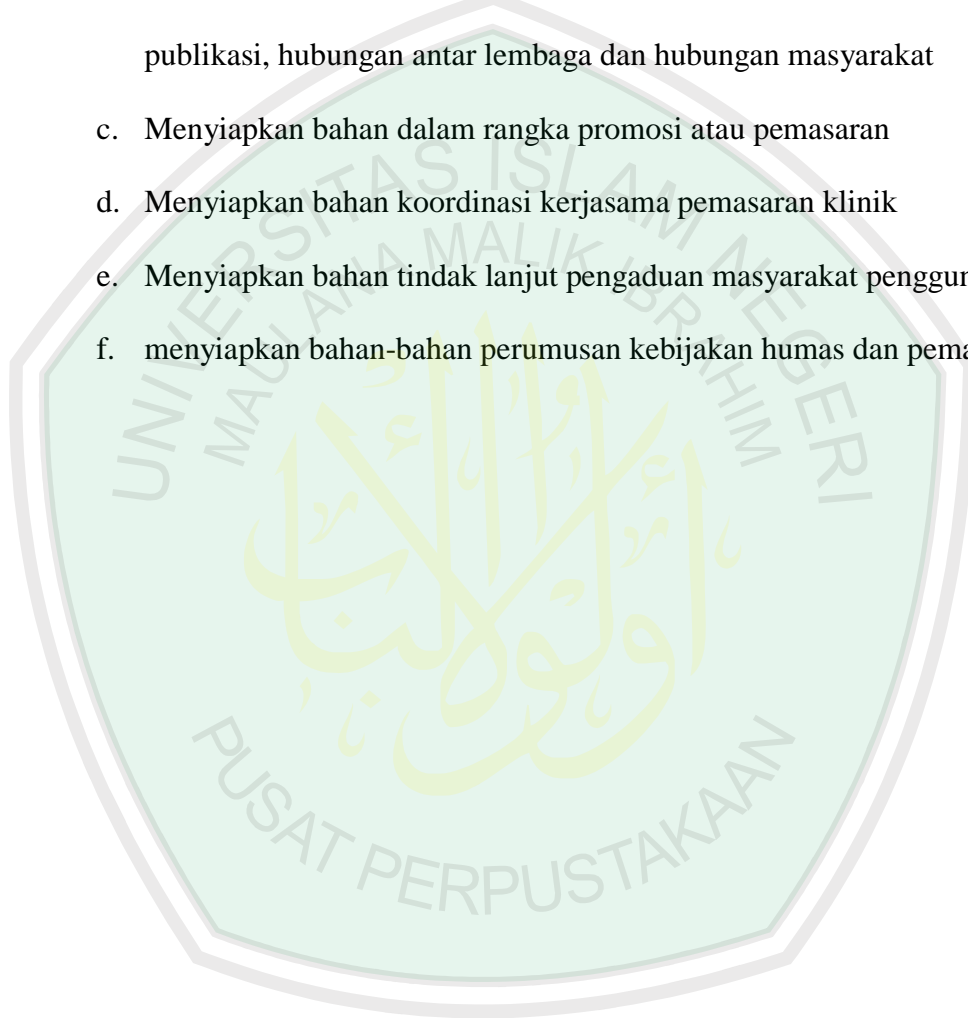 publikasi, hubungan antar lembaga dan hubungan masyarakat
c. Menyiapkan bahan dalam rangka promosi atau pemasaran
d. Menyiapkan bahan koordinasi kerjasama pemasaran klinik
e. Menyiapkan bahan tindak lanjut pengaduan masyarakat
f. menyiapkan bahan-bahan perumusan kebijakan humas dan
UNIVERSITAS ISLAM NEGERI
MAULANA MALIK IBRAHIM
PUSAT PERPUSTAKAAN